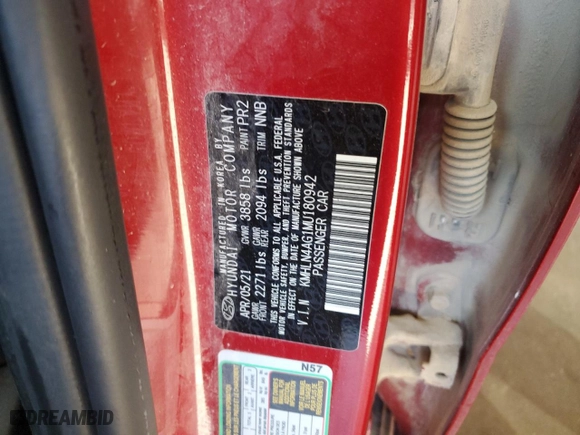 MANUFACTURED IN KOREA BY
HYUNDAI MOTOR COMPANY
APR/05/21 GVWR 3858 lbs PAINT PR2
GAWR FRONT 2271 lbs GAWR REAR 2094 lbs TRIM NNB
THIS VEHICLE CONFORMS TO ALL APPLICABLE U.S.A. FEDERAL
MOTOR VEHICLE SAFETY, BUMPER, AND THEFT PREVENTION STANDARDS
IN EFFECT ON THE DATE OF MANUFACTURE SHOWN ABOVE
V.I.N KMHLN4AG1MU160942
PASSENGER CAR
N57
DREAMBID